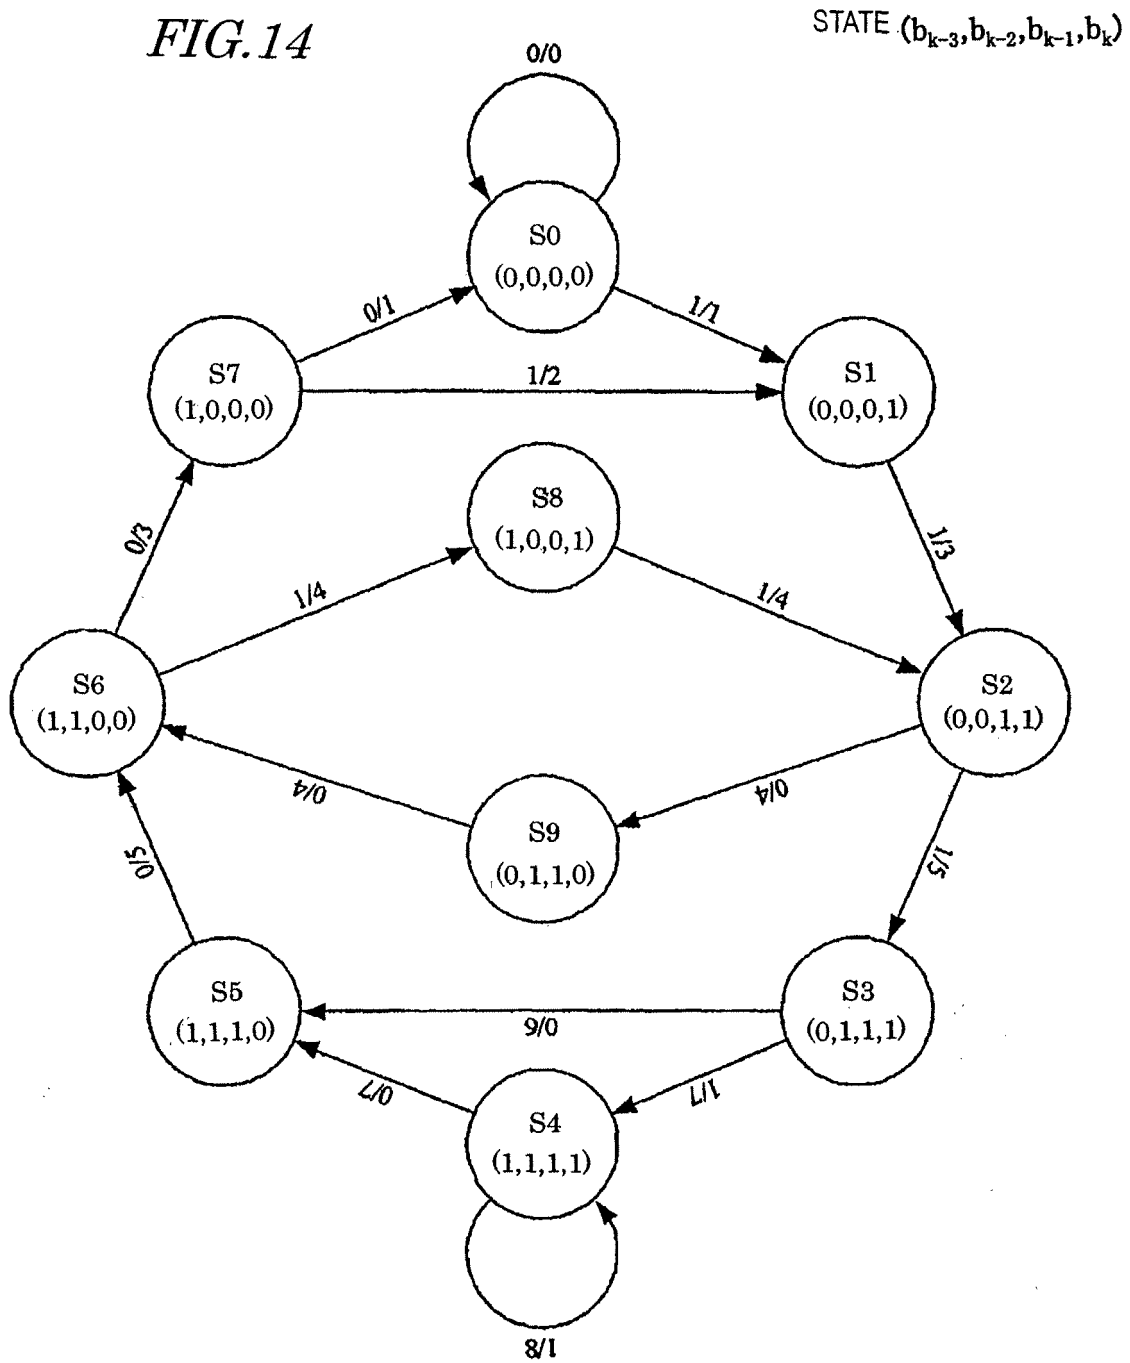 FIG.14
STATE (b_{k-3},b_{k-2},b_{k-1},b_k)
0/0
S0
(0,0,0,0)
0/1
1/1
S7
(1,0,0,0)
1/2
S1
(0,0,0,1)
S8
(1,0,0,1)
0/3
1/3
1/4
1/4
S6
(1,1,0,0)
S2
(0,0,1,1)
0/4
0/4
S9
(0,1,1,0)
0/5
1/5
S5
(1,1,1,0)
S3
(0,1,1,1)
0/6
0/7
1/7
S4
(1,1,1,1)
1/8